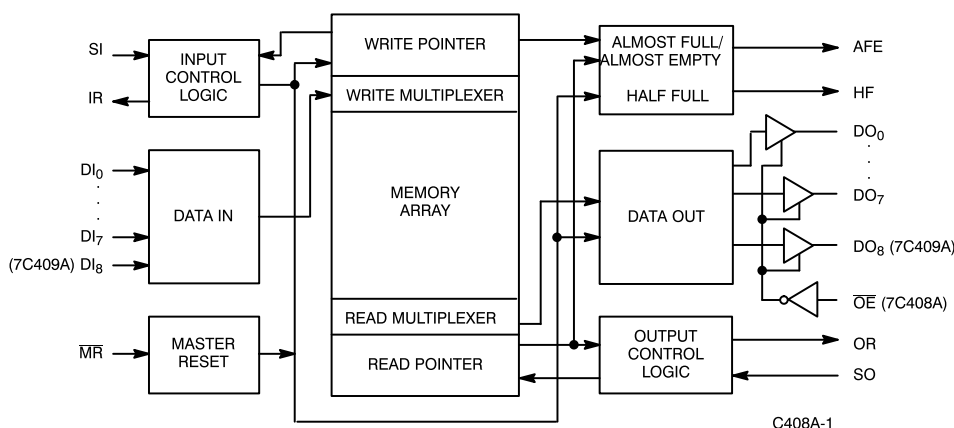 SI
IR
INPUT
CONTROL
LOGIC
WRITE POINTER
WRITE MULTIPLEXER
ALMOST FULL/
ALMOST EMPTY
HALF FULL
AFE
HF
DI0
DI7
(7C409A) DI8
DATA IN
MEMORY
ARRAY
DATA OUT
DO0
DO7
DO8 (7C409A)
OE (7C408A)
READ MULTIPLEXER
READ POINTER
MR
MASTER
RESET
OUTPUT
CONTROL
LOGIC
OR
SO
C408A-1